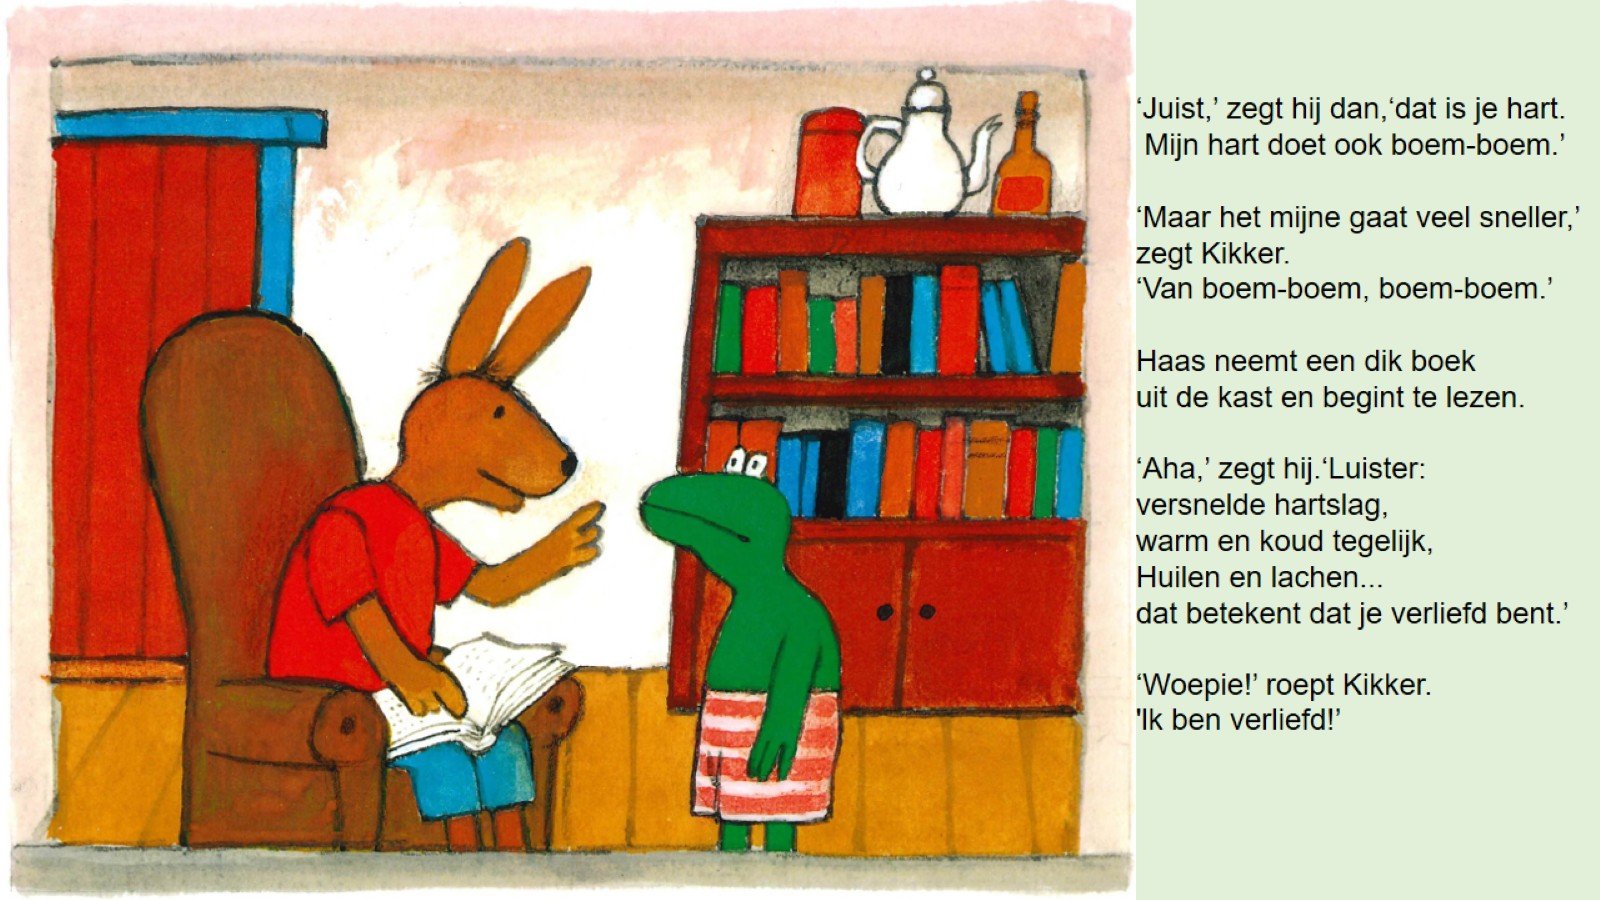 ‘Juist,’ zegt hij dan,‘dat is je hart.
Mijn hart doet ook boem-boem.’
‘Maar het mijne gaat veel sneller,’
zegt Kikker.
‘Van boem-boem, boem-boem.’
Haas neemt een dik boek
uit de kast en begint te lezen.
‘Aha,’ zegt hij.‘Luister:
versnelde hartslag,
warm en koud tegelijk,
Huilen en lachen...
dat betekent dat je verliefd bent.’
‘Woepie!’ roept Kikker.
'Ik ben verliefd!’